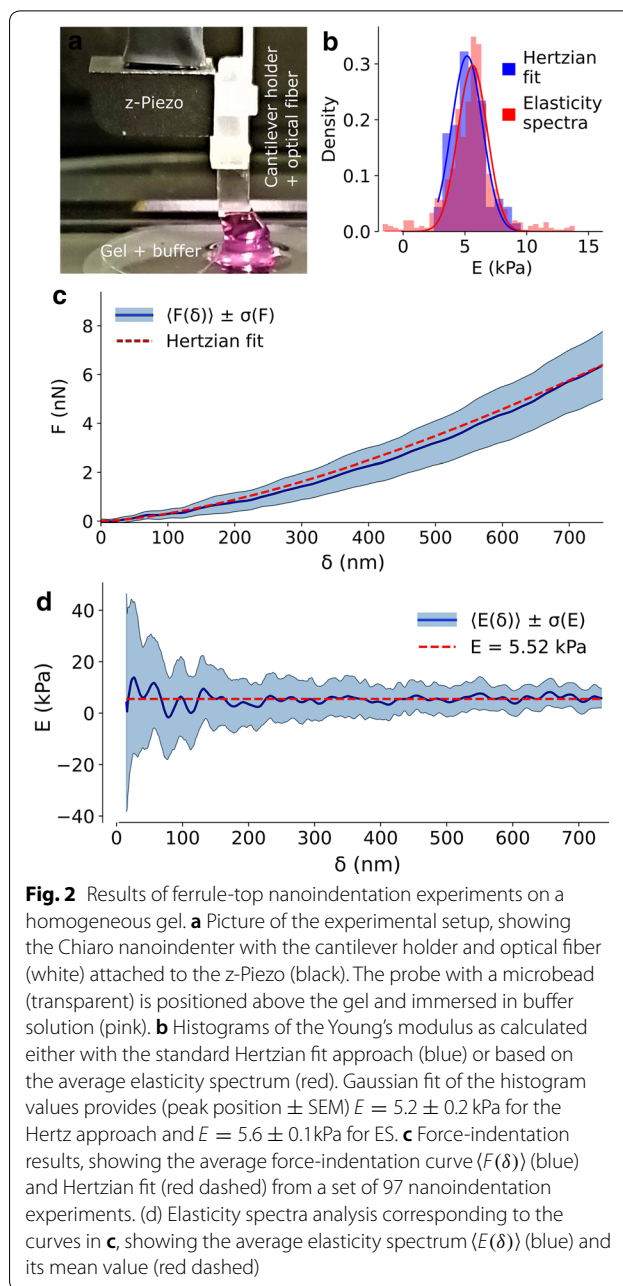 a
z-Piezo
Cantilever holder
+ optical fiber
Gel + buffer
b
Density
0.3
0.2
0.1
0.0
Hertzian
fit
Elasticity
spectra
0
5
10
15
E (kPa)
c
F (nN)
8
6
4
2
0
⟨F(δ)⟩ ± σ(F)
Hertzian fit
0
100
200
300
400
500
600
700
δ (nm)
d
E (kPa)
40
20
0
−20
−40
⟨E(δ)⟩ ± σ(E)
E = 5.52 kPa
0
100
200
300
400
500
600
700
δ (nm)
Fig. 2 Results of ferrule-top nanoindentation experiments on a
homogeneous gel. a Picture of the experimental setup, showing
the Chiaro nanoindenter with the cantilever holder and optical fiber
(white) attached to the z-Piezo (black). The probe with a microbead
(transparent) is positioned above the gel and immersed in buffer
solution (pink). b Histograms of the Young's modulus as calculated
either with the standard Hertzian fit approach (blue) or based on
the average elasticity spectrum (red). Gaussian fit of the histogram
values provides (peak position ± SEM) E = 5.2 ± 0.2 kPa for the
Hertz approach and E = 5.6 ± 0.1kPa for ES. c Force-indentation
results, showing the average force-indentation curve ⟨F(δ)⟩ (blue)
and Hertzian fit (red dashed) from a set of 97 nanoindentation
experiments. (d) Elasticity spectra analysis corresponding to the
curves in c, showing the average elasticity spectrum ⟨E(δ)⟩ (blue) and
its mean value (red dashed)